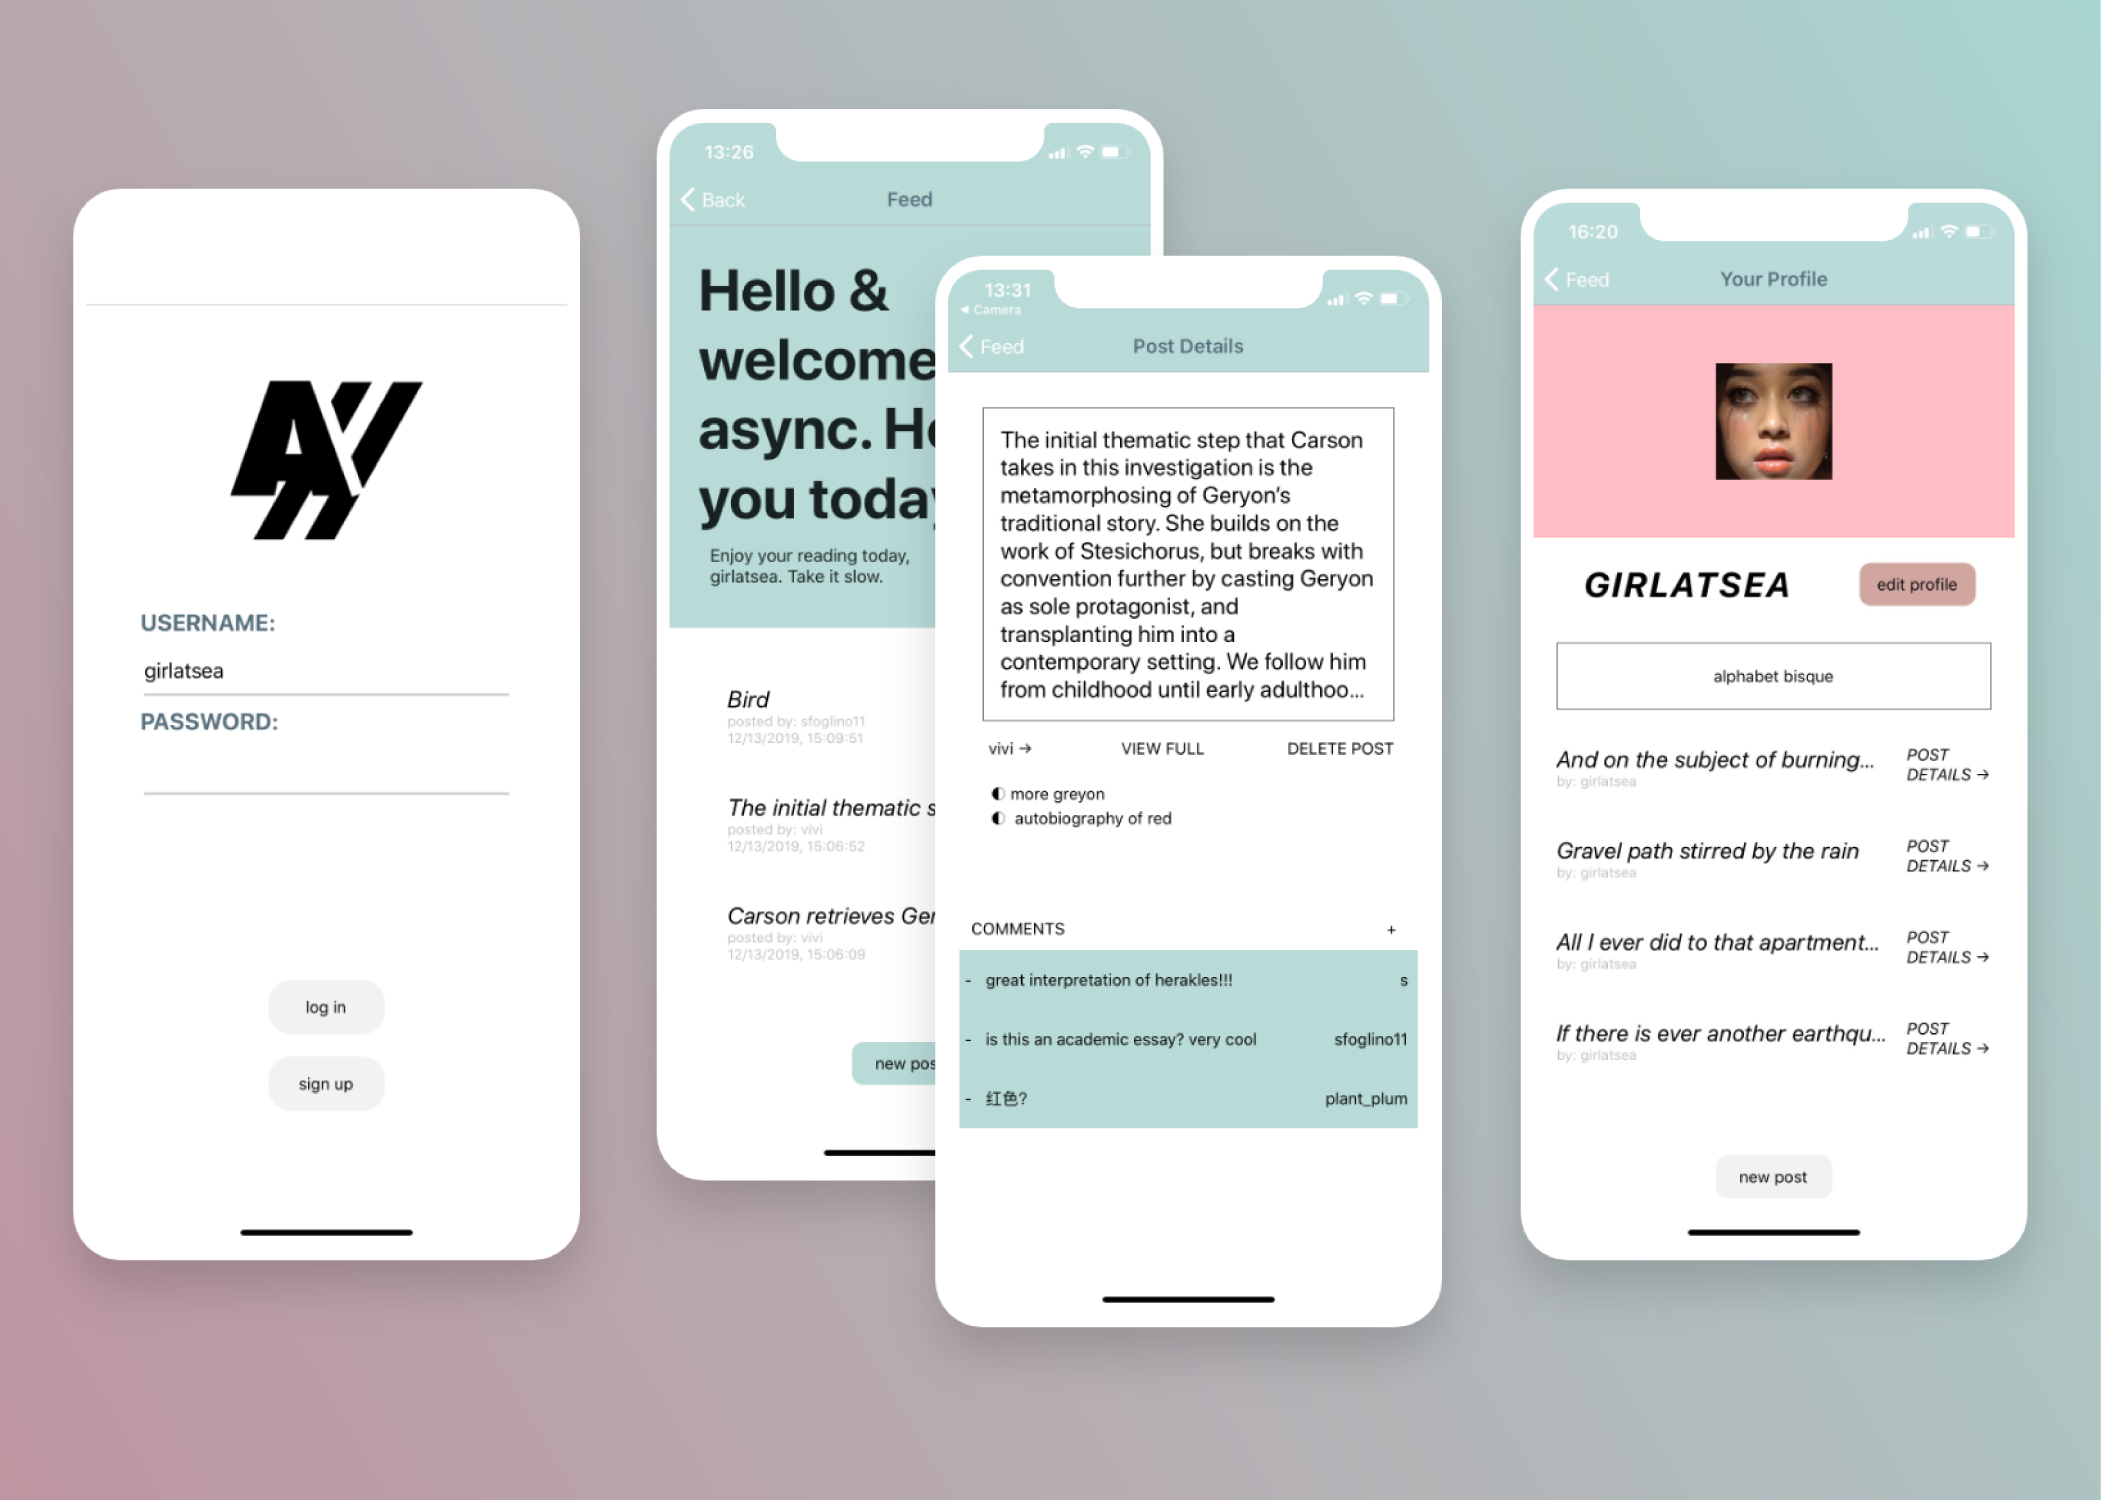 USERNAME:
girlatsea
PASSWORD:
log in
sign up
13:26
Back
Feed
Hello &
welcome
async.
you
Enjoy your reading today,
girlatsea. Take it slow.
Bird
posted by: sfoglino11
12/13/2019, 15:09:51
The initial thematic
posted by: vivi
12/13/2019, 15:06:52
Carson retrieves
posted by: vivi
12/13/2019, 15:06:09
new
13:31
◀ Camera
Feed
Post Details
The initial thematic step that Carson
takes in this investigation is the
metamorphosing of Geryon’s
traditional story. She builds on the
work of Stesichorus, but breaks with
convention further by casting Geryon
as sole protagonist, and
transplanting him into a
contemporary setting. We follow him
from childhood until early adulthoo...
vivi → VIEW FULL DELETE POST
◐ more greyon
◐ autobiography of red
COMMENTS +
- great interpretation of herakles!!! s
- is this an academic essay? very cool sfoglino11
- 红色? plant_plum
16:20
Feed
Your Profile
GIRLATSEA
edit profile
alphabet bisque
And on the subject of burning...
by: girlatsea
POST
DETAILS →
Gravel path stirred by the rain
by: girlatsea
POST
DETAILS →
All I ever did to that apartment...
by: girlatsea
POST
DETAILS →
If there is ever another earthqu...
by: girlatsea
POST
DETAILS →
new post